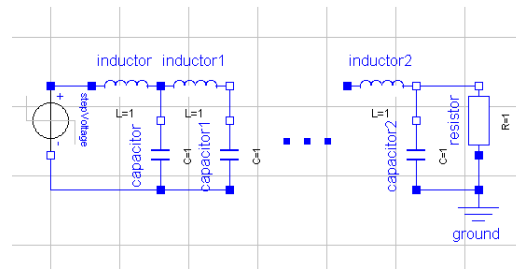 inductor
inductor1
inductor2
+
stepVoltage
-
L=1
L=1
L=1
capacitor
C=1
capacitor1
C=1
capacitor2
C=1
resistor
R=1
ground